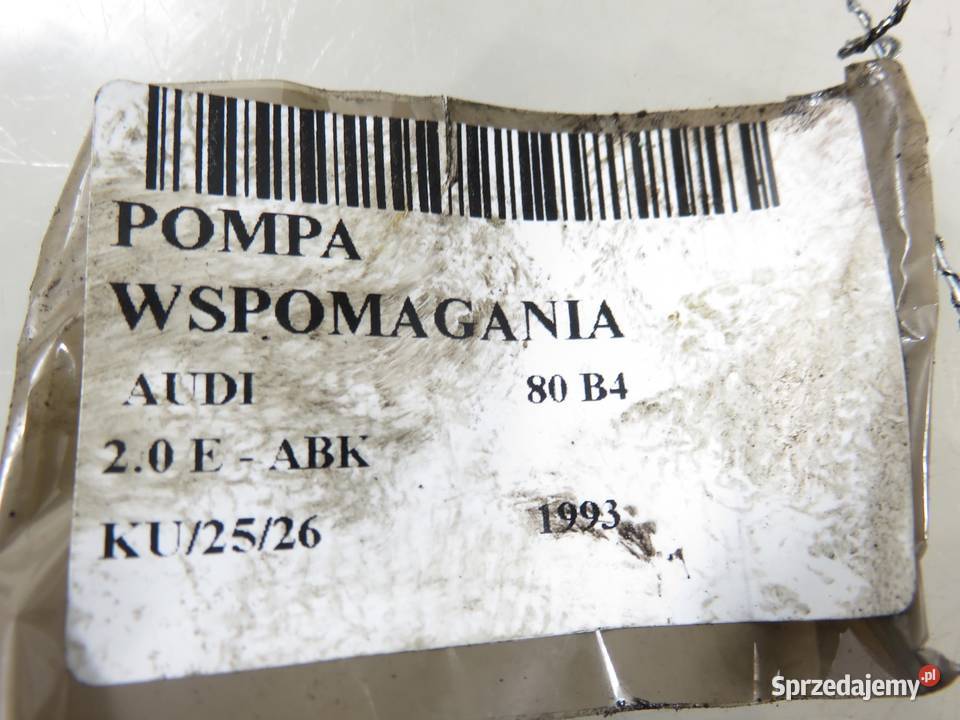 POMPA
WSPOMAGANIA
AUDI 80 B4
2.0 E - ABK
KU/25/26 1993
Sprzedajemy.pl